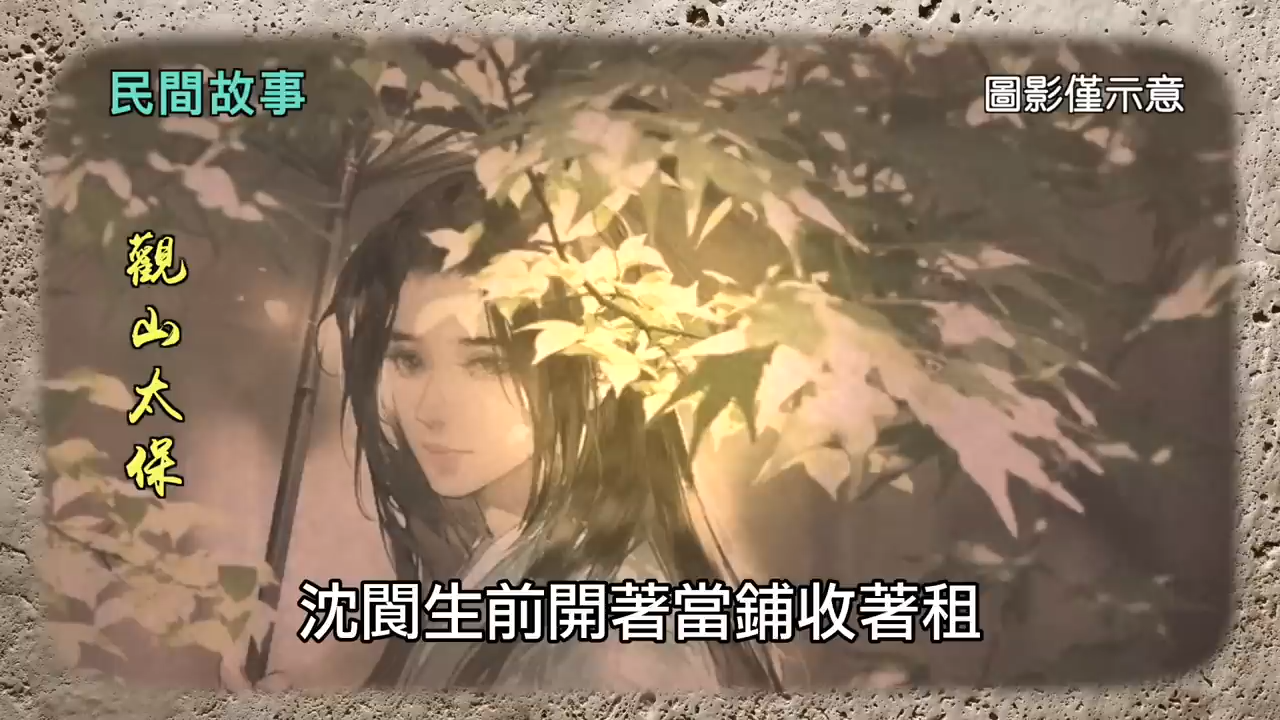 民間故事
圖影僅示意
觀山太保
沈閬生前開著當鋪收著租